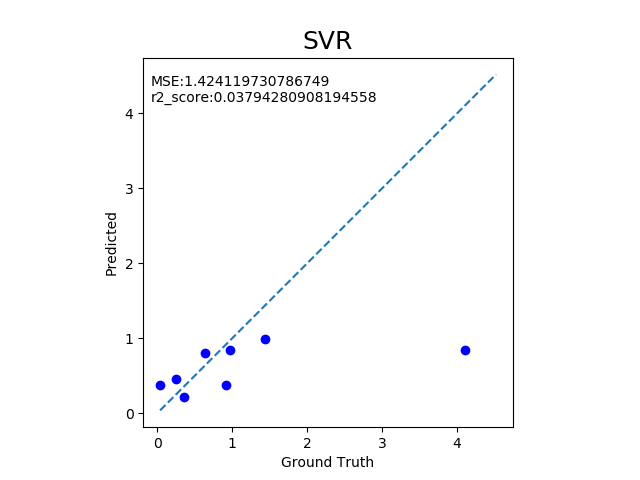 SVR
MSE:1.424119730786749
r2_score:0.03794280908194558
4
3
2
1
0
Predicted
0 1 2 3 4
Ground Truth